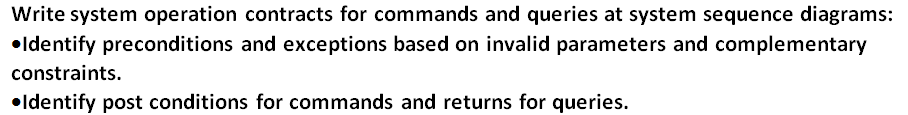 Write system operation contracts for commands and queries at system sequence diagrams:
•Identify preconditions and exceptions based on invalid parameters and complementary
constraints.
•Identify post conditions for commands and returns for queries.